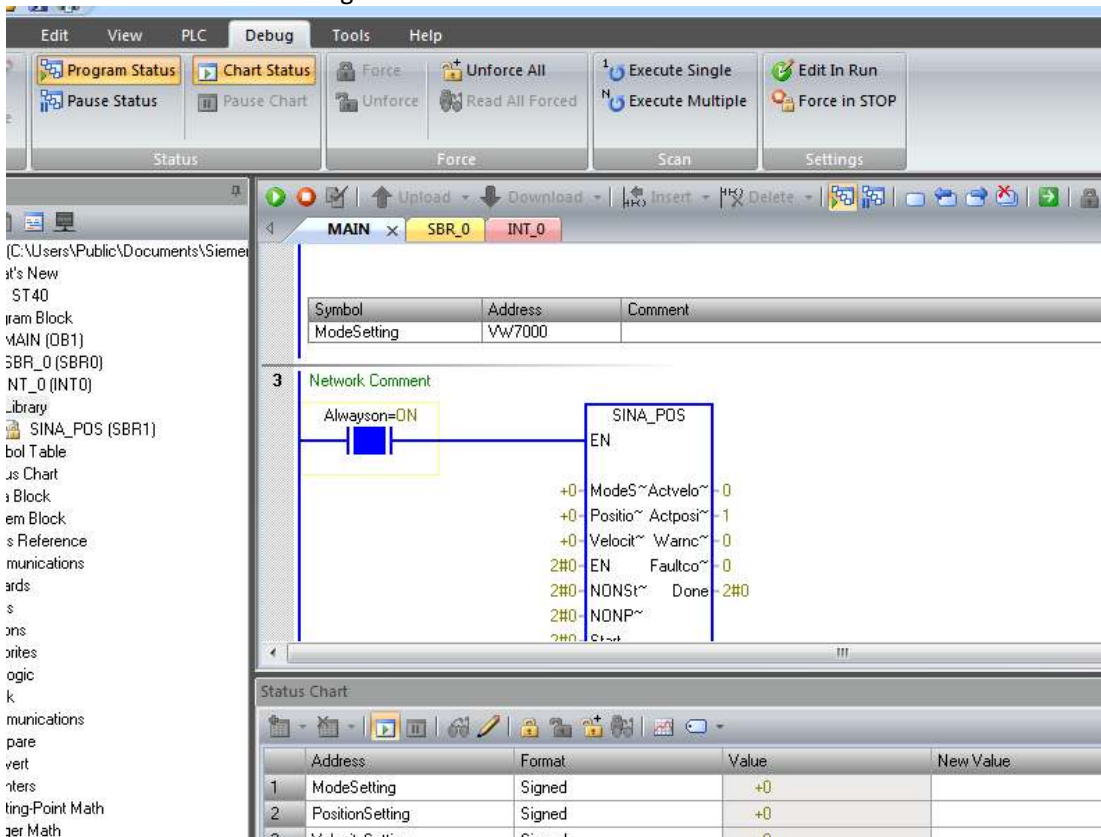 Edit View PLC Debug Tools Help
Program Status Chart Status Force Unforce All 1 Execute Single Edit In Run
Pause Status Pause Chart Unforce Read All Forced N Execute Multiple Force in STOP
Status Force Scan Settings
Upload Download Insert Delete
MAIN SBR_0 INT_0
(C:\Users\Public\Documents\Siemen
at's New
ST40
gram Block
MAIN (OB1)
SBR_0 (SBR0)
NT_0 (INT0)
Library
SINA_POS (SBR1)
bol Table
us Chart
a Block
em Block
s Reference
munications
ards
s
ons
orites
ogic
k
munications
pare
vert
nters
ting-Point Math
ger Math
Symbol Address Comment
ModeSetting VW7000
3 Network Comment
Alwayson=ON SINA_POS
EN
+0 ModeS~ Actvelo~ 0
+0 Positio~ Actposi~ 1
+0 Velocit~ Warnc~ 0
2#0 EN Faultco~ 0
2#0 NONSt~ Done 2#0
2#0 NONP~
2#0 Start
Status Chart
Address Format Value New Value
1 ModeSetting Signed +0
2 PositionSetting Signed +0